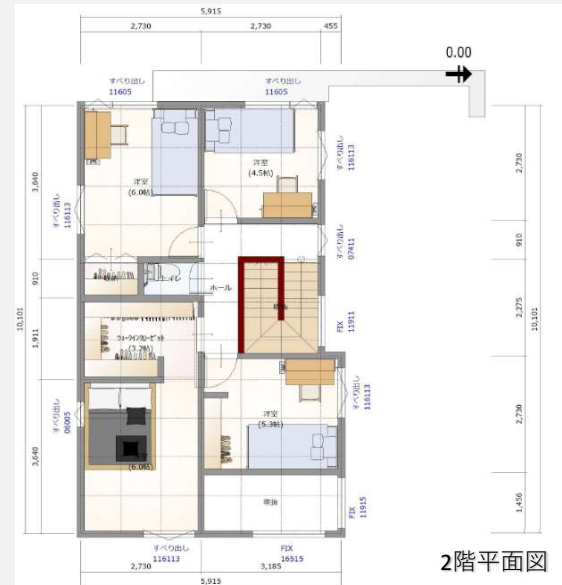 5,915
2,730
2,730
455
0.00
すべり出し
11605
すべり出し
11605
3,640
910
1,911
3,640
10,101
2,730
910
2,275
2,730
1,456
10,101
すべり出し
116113
すべり出し
116113
すべり出し
07411
FIX
11911
すべり出し
116113
すべり出し
06005
FIX
11915
洋室
(6.0帖)
洋室
(4.5帖)
トイレ
ホール
ウォークインクローゼット
(3.2帖)
洋室
(5.3帖)
(6.0帖)
吹抜
すべり出し
116113
FIX
16515
2,730
3,185
5,915
2階平面図